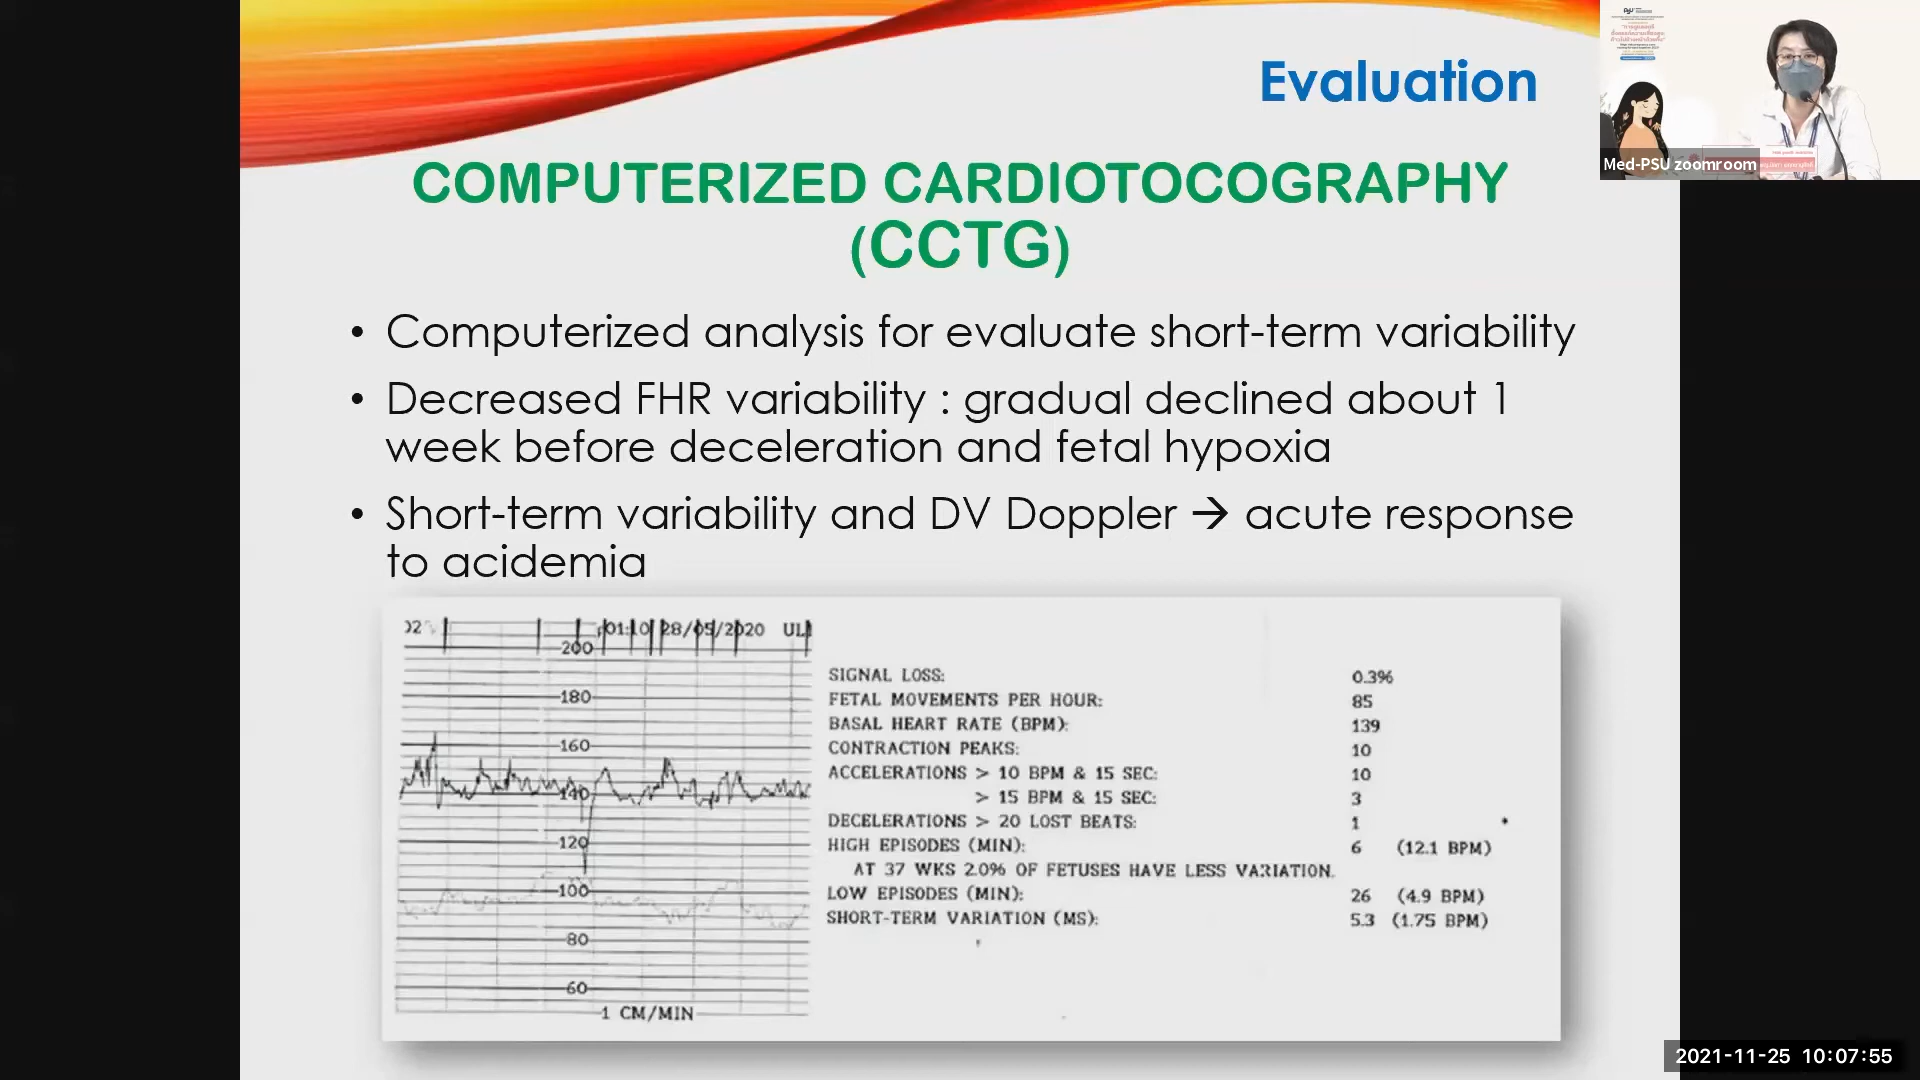 Evaluation
COMPUTERIZED CARDIOTOCOGRAPHY
(CCTG)
• Computerized analysis for evaluate short-term variability
• Decreased FHR variability : gradual declined about 1
week before deceleration and fetal hypoxia
• Short-term variability and DV Doppler → acute response
to acidemia
01:10 28/05/2020
200
180
160
140
120
100
80
60
1 CM/MIN
SIGNAL LOSS: 0.3%
FETAL MOVEMENTS PER HOUR: 85
BASAL HEART RATE (BPM): 139
CONTRACTION PEAKS: 10
ACCELERATIONS > 10 BPM & 15 SEC: 10
> 15 BPM & 15 SEC: 3
DECELERATIONS > 20 LOST BEATS: 1
HIGH EPISODES (MIN): 6 (12.1 BPM)
AT 37 WKS 2.0% OF FETUSES HAVE LESS VARIATION.
LOW EPISODES (MIN): 26 (4.9 BPM)
SHORT-TERM VARIATION (MS): 5.3 (1.75 BPM)
Med-PSU zoomroom
2021-11-25 10:07:55